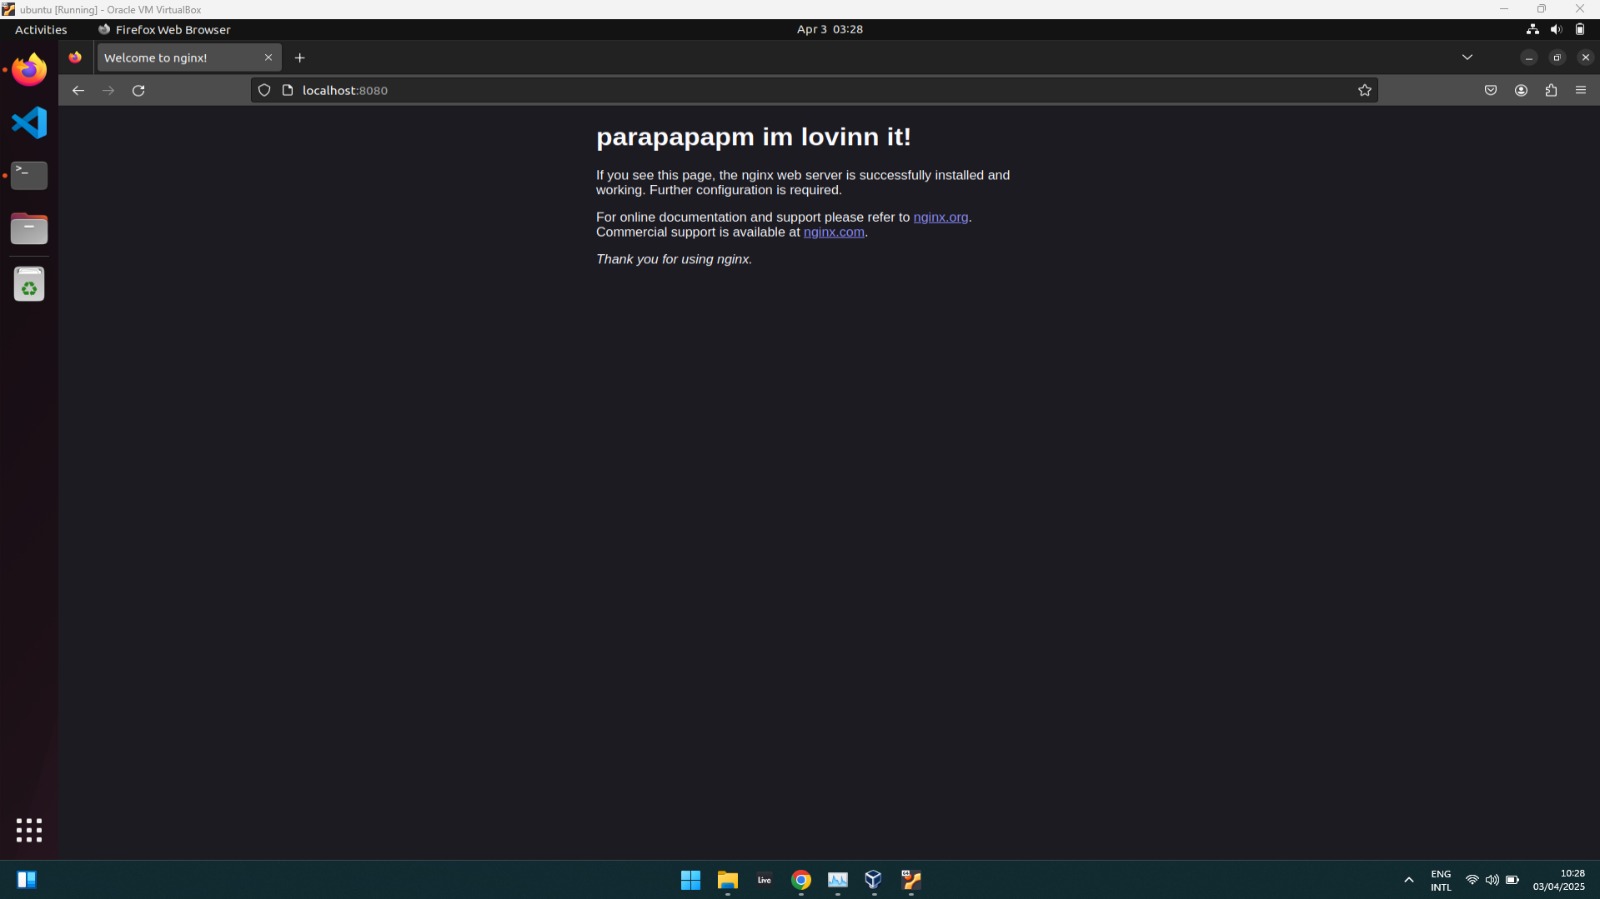 ubuntu [Running] - Oracle VM VirtualBox
Activities
Firefox Web Browser
Apr 3 03:28
Welcome to nginx!
localhost:8080
parapapapm im lovinn it!
If you see this page, the nginx web server is successfully installed and
working. Further configuration is required.
For online documentation and support please refer to nginx.org.
Commercial support is available at nginx.com.
Thank you for using nginx.
Live
ENG
INTL
10:28
03/04/2025